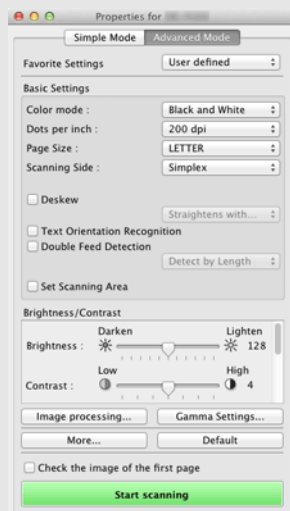 Properties for
Simple Mode Advanced Mode
Favorite Settings User defined
Basic Settings
Color mode : Black and White
Dots per inch : 200 dpi
Page Size : LETTER
Scanning Side : Simplex
Deskew
Straightens with...
Text Orientation Recognition
Double Feed Detection
Detect by Length
Set Scanning Area
Brightness/Contrast
Darken Lighten
Brightness : 128
Low High
Contrast : 4
Image processing... Gamma Settings...
More... Default
Check the image of the first page
Start scanning